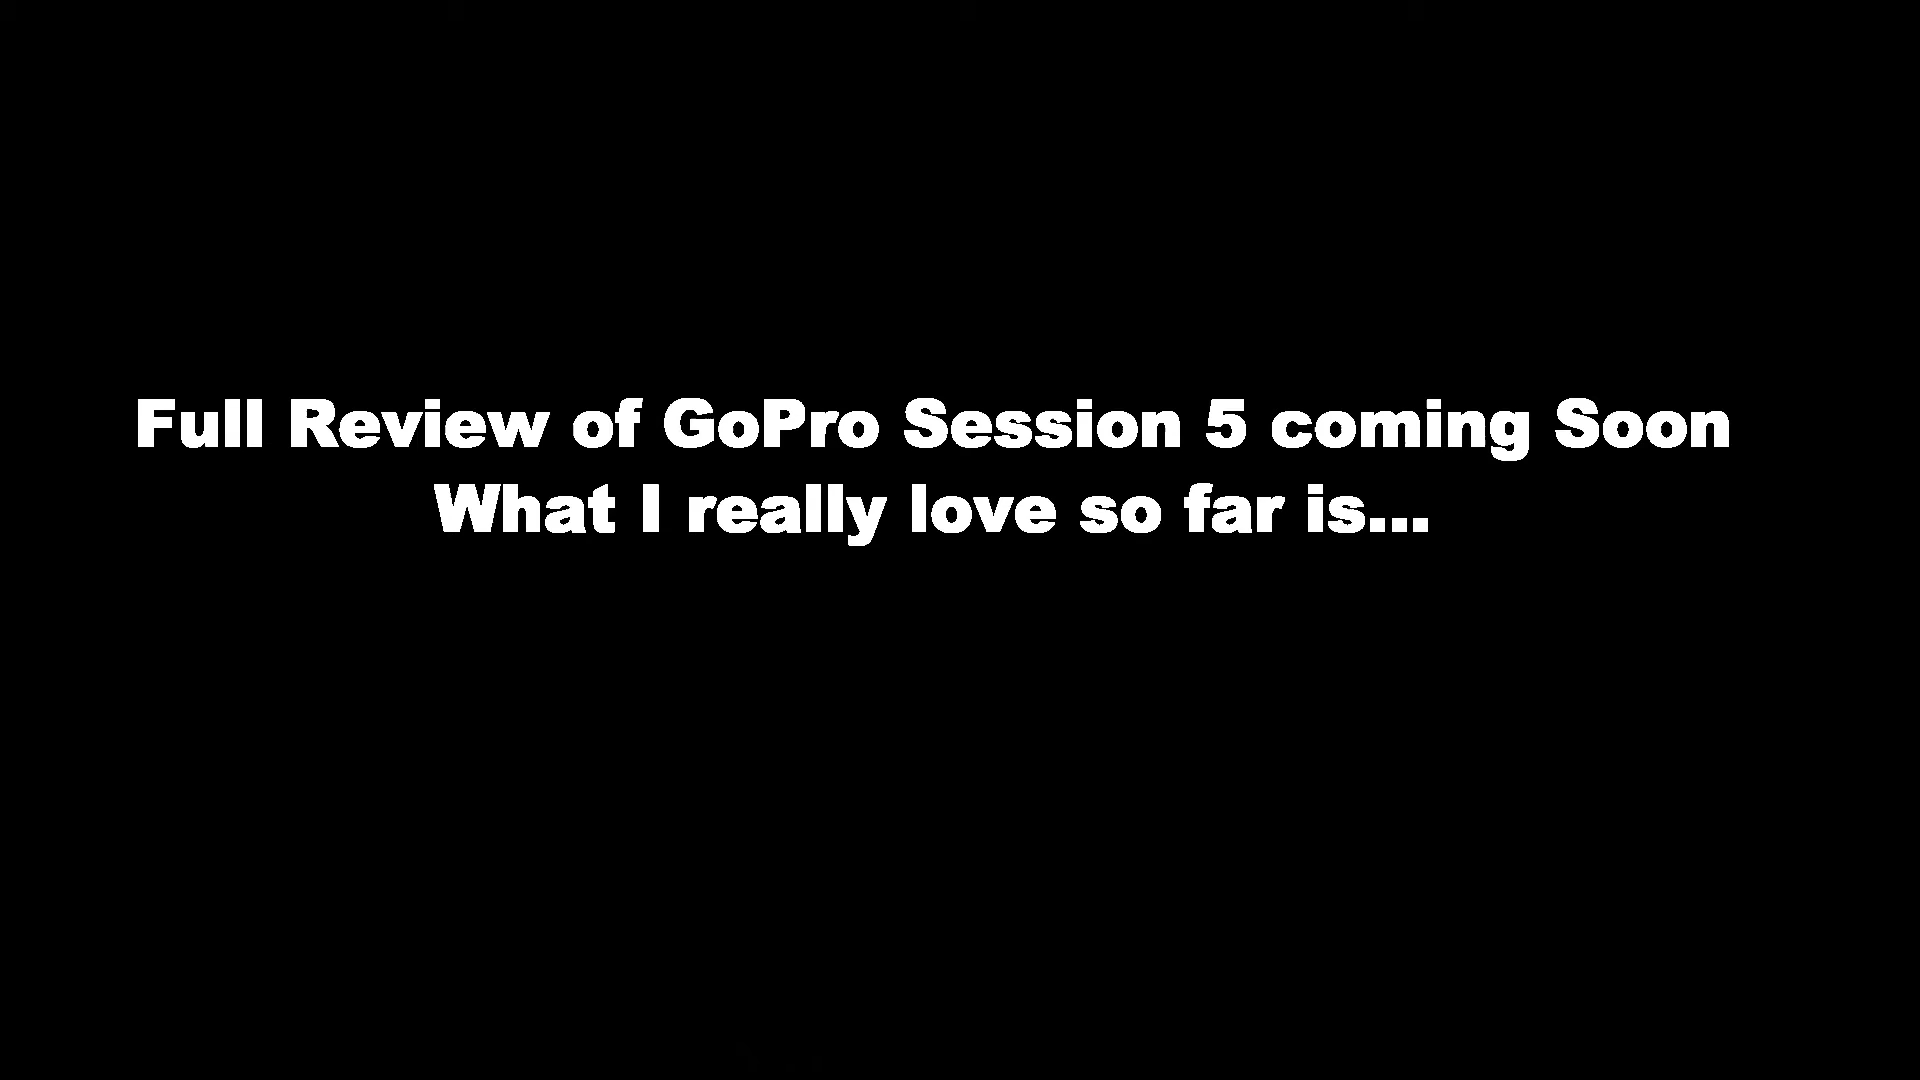 Full Review of GoPro Session 5 coming Soon
What I really love so far is...